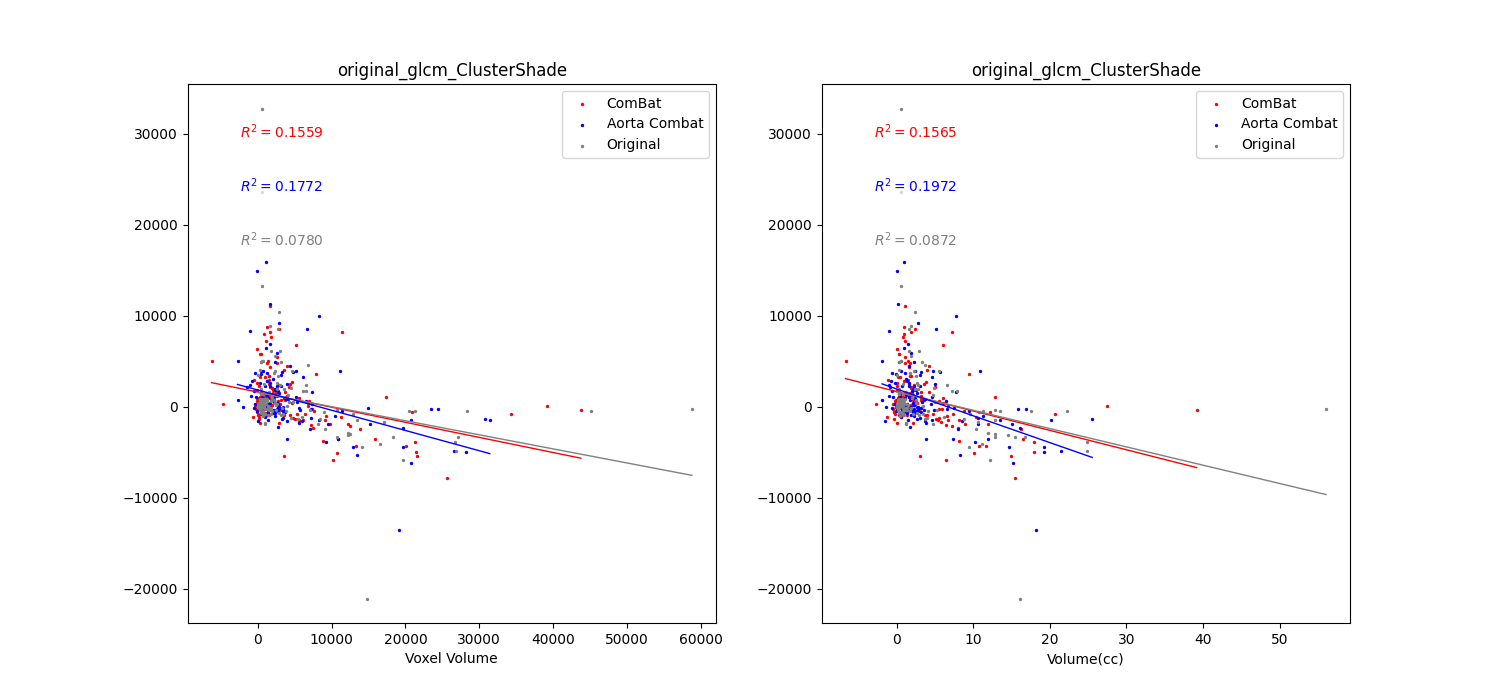 original_glcm_ClusterShade
ComBat
Aorta Combat
Original
R² = 0.1559
R² = 0.1772
R² = 0.0780
30000
20000
10000
0
−10000
−20000
0 10000 20000 30000 40000 50000 60000
Voxel Volume
original_glcm_ClusterShade
ComBat
Aorta Combat
Original
R² = 0.1565
R² = 0.1972
R² = 0.0872
30000
20000
10000
0
−10000
−20000
0 10 20 30 40 50
Volume(cc)